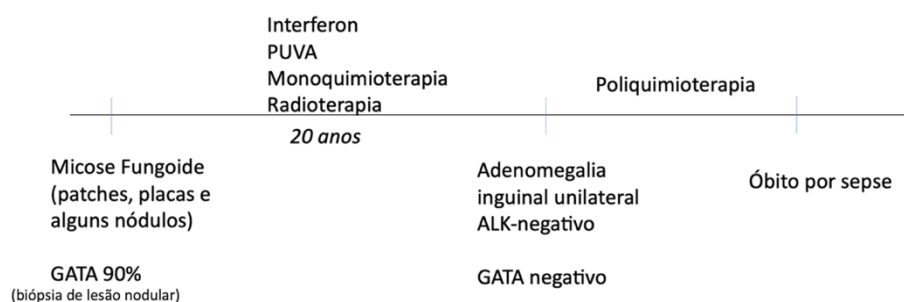 Interferon
PUVA
Monoquimioterapia
Radioterapia
Poliquimioterapia
20 anos
Micose Fungoide
(patches, placas e
alguns nódulos)
GATA 90%
(biópsia de lesão nodular)
Adenomegalia
inguinal unilateral
ALK-negativo
GATA negativo
Óbito por sepse